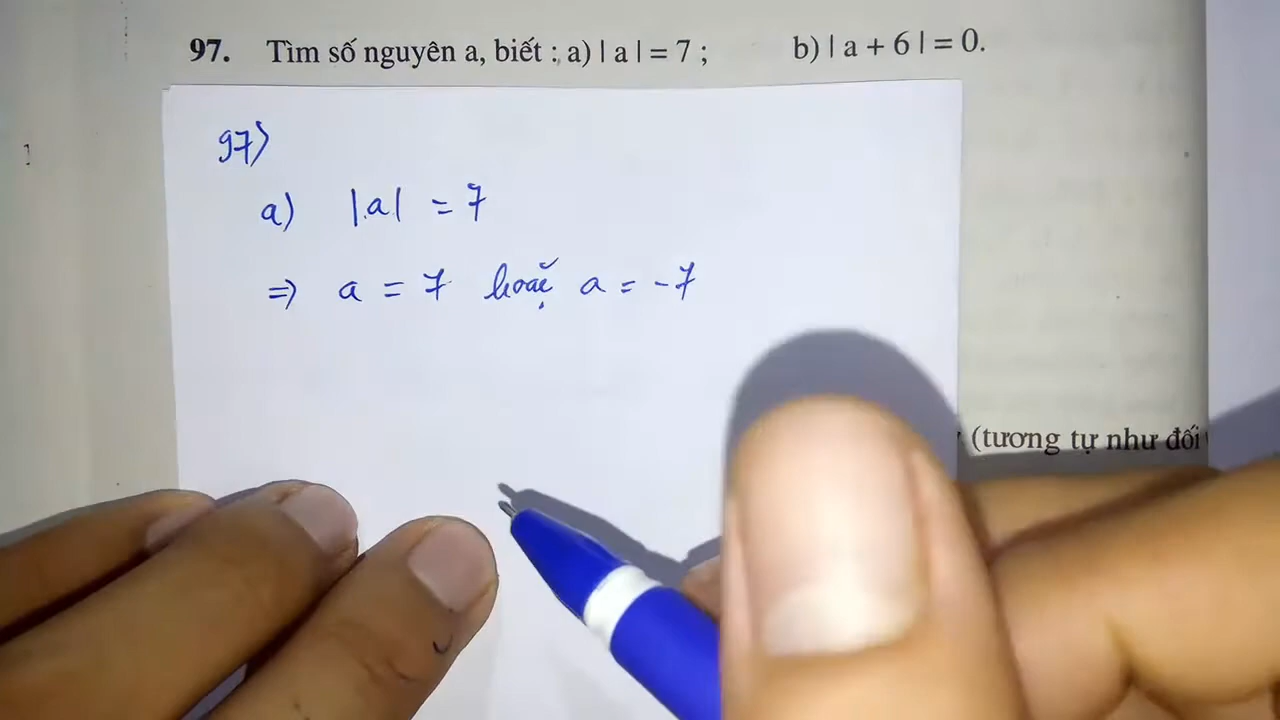 97. Tìm số nguyên a, biết : a) | a | = 7 ; b) | a + 6 | = 0.
97)
a) |a| = 7
=> a = 7 hoặc a = -7
(tương tự như đối